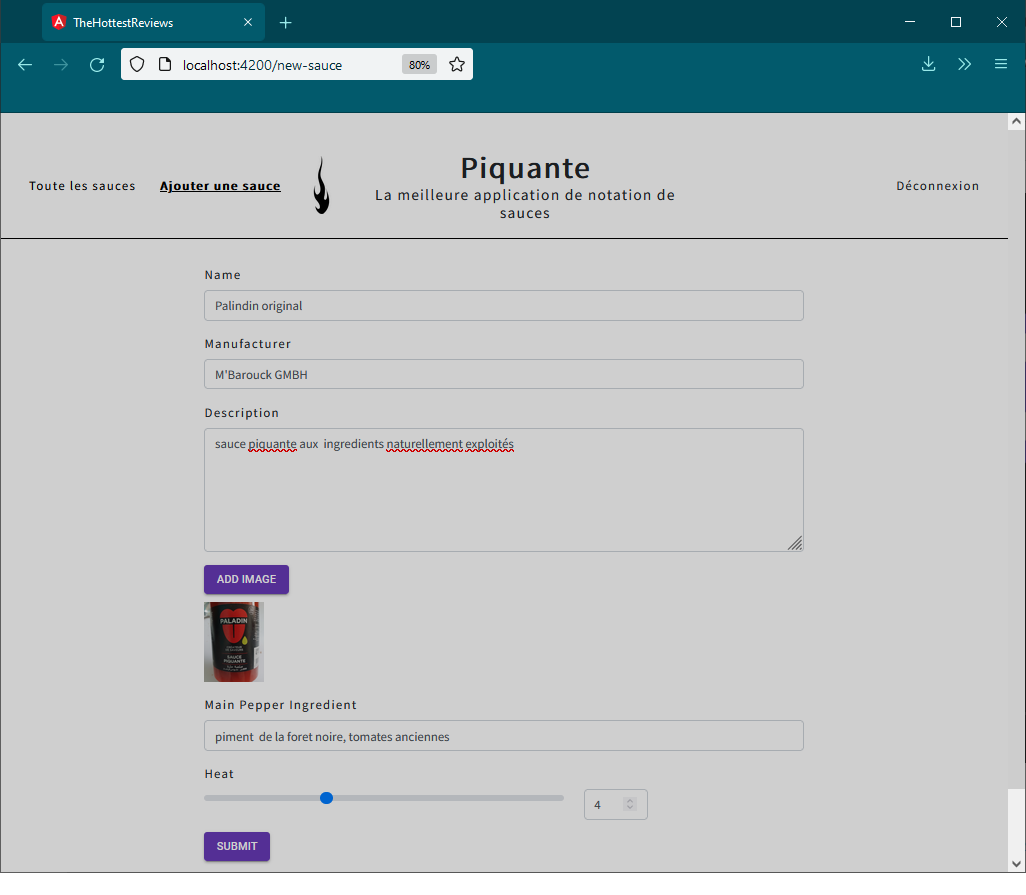 TheHottestReviews
localhost:4200/new-sauce
80%
Toute les sauces
Ajouter une sauce
Piquante
La meilleure application de notation de
sauces
Déconnexion
Name
Palindin original
Manufacturer
M'Barouck GMBH
Description
sauce piquante aux  ingredients naturellement exploités
ADD IMAGE
PALADIN
SAUCE
PIQUANTE
Main Pepper Ingredient
piment  de la foret noire, tomates anciennes
Heat
4
SUBMIT